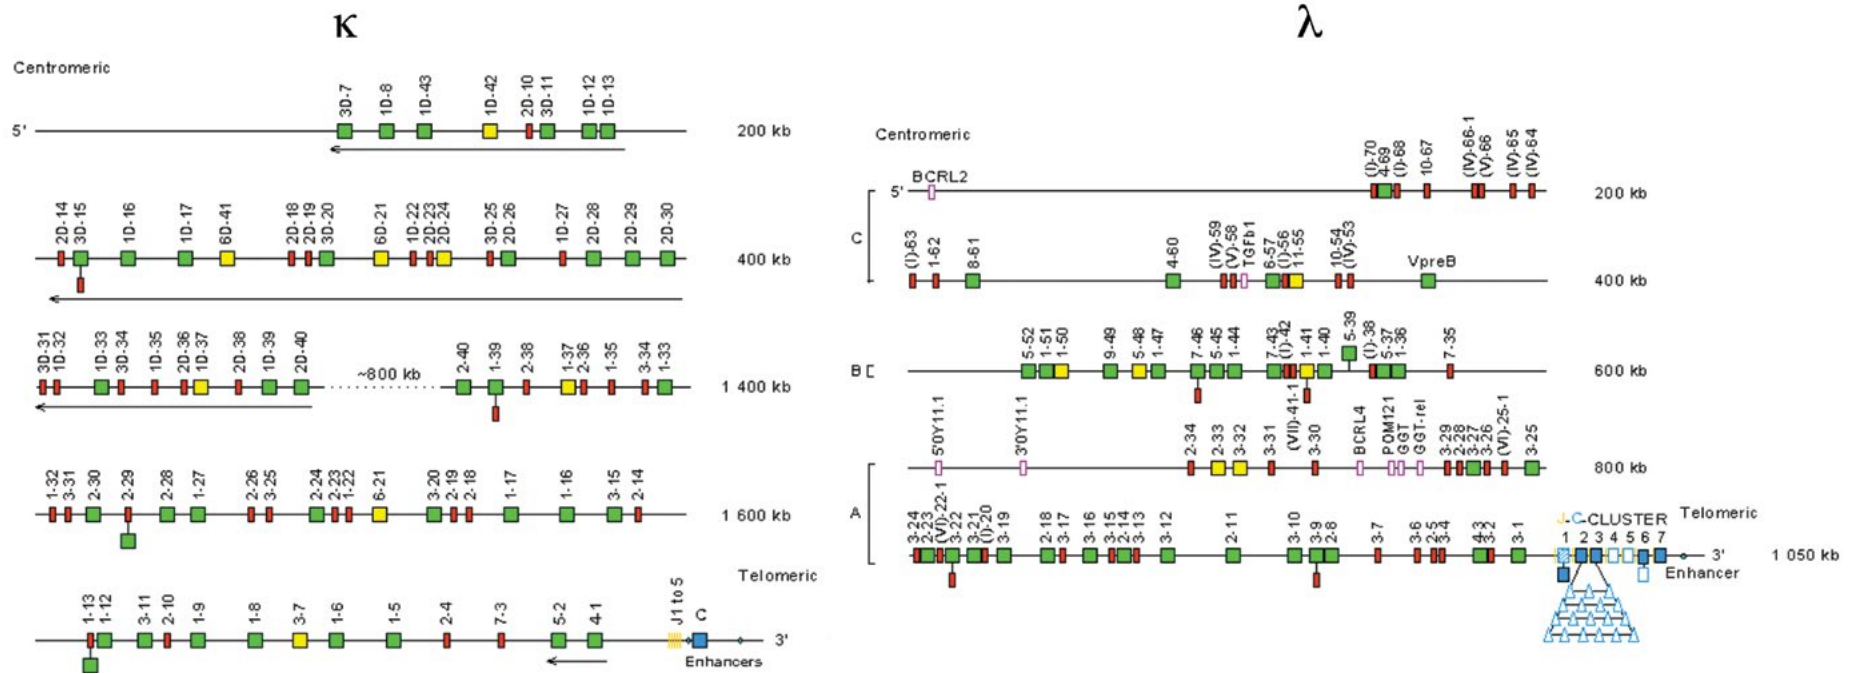 κ
Centromeric
3D-7 1D-8 1D-43 1D-42 2D-10 3D-11 1D-12 1D-13
5' 200 kb
2D-14 3D-15 1D-16 1D-17 6D-41 2D-18 2D-19 3D-20 6D-21 1D-22 2D-23 2D-24 3D-25 2D-26 1D-27 2D-28 2D-29 2D-30
400 kb
3D-31 1D-32 1D-33 3D-34 1D-35 2D-36 1D-37 2D-38 1D-39 2D-40 ~800 kb 2-40 1-39 2-38 1-37 2-36 1-35 3-34 1-33
1 400 kb
1-32 3-31 2-30 2-29 2-28 1-27 2-26 3-25 2-24 2-23 1-22 6-21 3-20 2-19 2-18 1-17 1-16 3-15 2-14
1 600 kb
Telomeric
1-13 1-12 3-11 2-10 1-9 1-8 3-7 1-6 1-5 2-4 7-3 5-2 4-1 J1 to 5 C
3'
Enhancers
λ
Centromeric
BCRL2 (I)-70 4-69 (I)-68 10-67 (IV)-66-1 (V)-66 (IV)-65 (IV)-64
5' 200 kb
C
(I)-63 1-62 8-61 4-60 (IV)-59 (V)-58 TGFb1 6-57 (I)-56 11-55 10-54 (IV)-53 VpreB
400 kb
5-52 1-51 1-50 9-49 5-48 1-47 7-46 5-45 1-44 7-43 (I)-42 1-41 1-40 5-39 (I)-38 5-37 1-36 7-35
B 600 kb
(VII)-41-1
5'0Y11.1 3'0Y11.1 2-34 2-33 3-32 3-31 3-30 BCRL4 POM121 GGT GGT-rel 3-29 2-28 3-27 3-26 (VI)-25-1 3-25
800 kb
A
3-24 2-23 (VI)-22-1 3-22 3-21 (I)-20 3-19 2-18 3-17 3-16 3-15 2-14 3-13 3-12 2-11 3-10 3-9 2-8 3-7 3-6 2-5 3-4 4-3 3-2 3-1
J-C-CLUSTER Telomeric
1 2 3 4 5 6 7
3' 1 050 kb
Enhancer